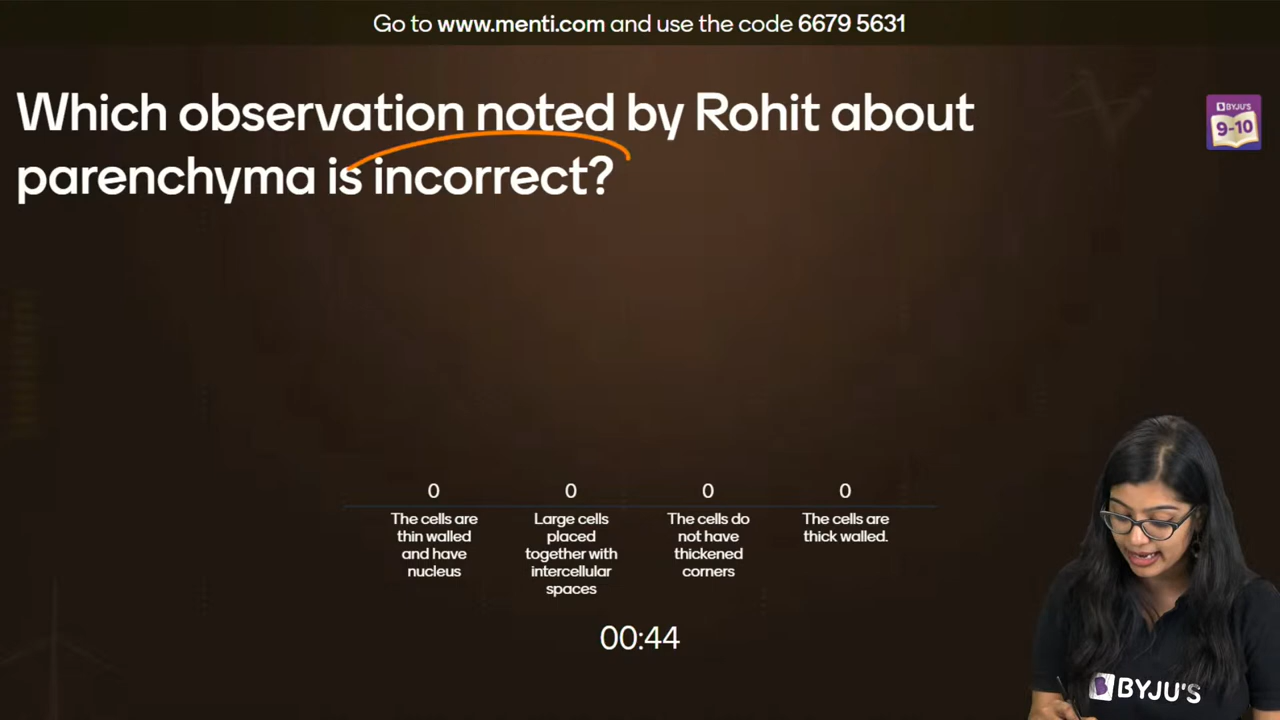 Go to www.menti.com and use the code 6679 5631
Which observation noted by Rohit about
parenchyma is incorrect?
BYJU'S
9-10
0
0
0
0
The cells are
thin walled
and have
nucleus
Large cells
placed
together with
intercellular
spaces
The cells do
not have
thickened
corners
The cells are
thick walled.
00:44
BYJU'S